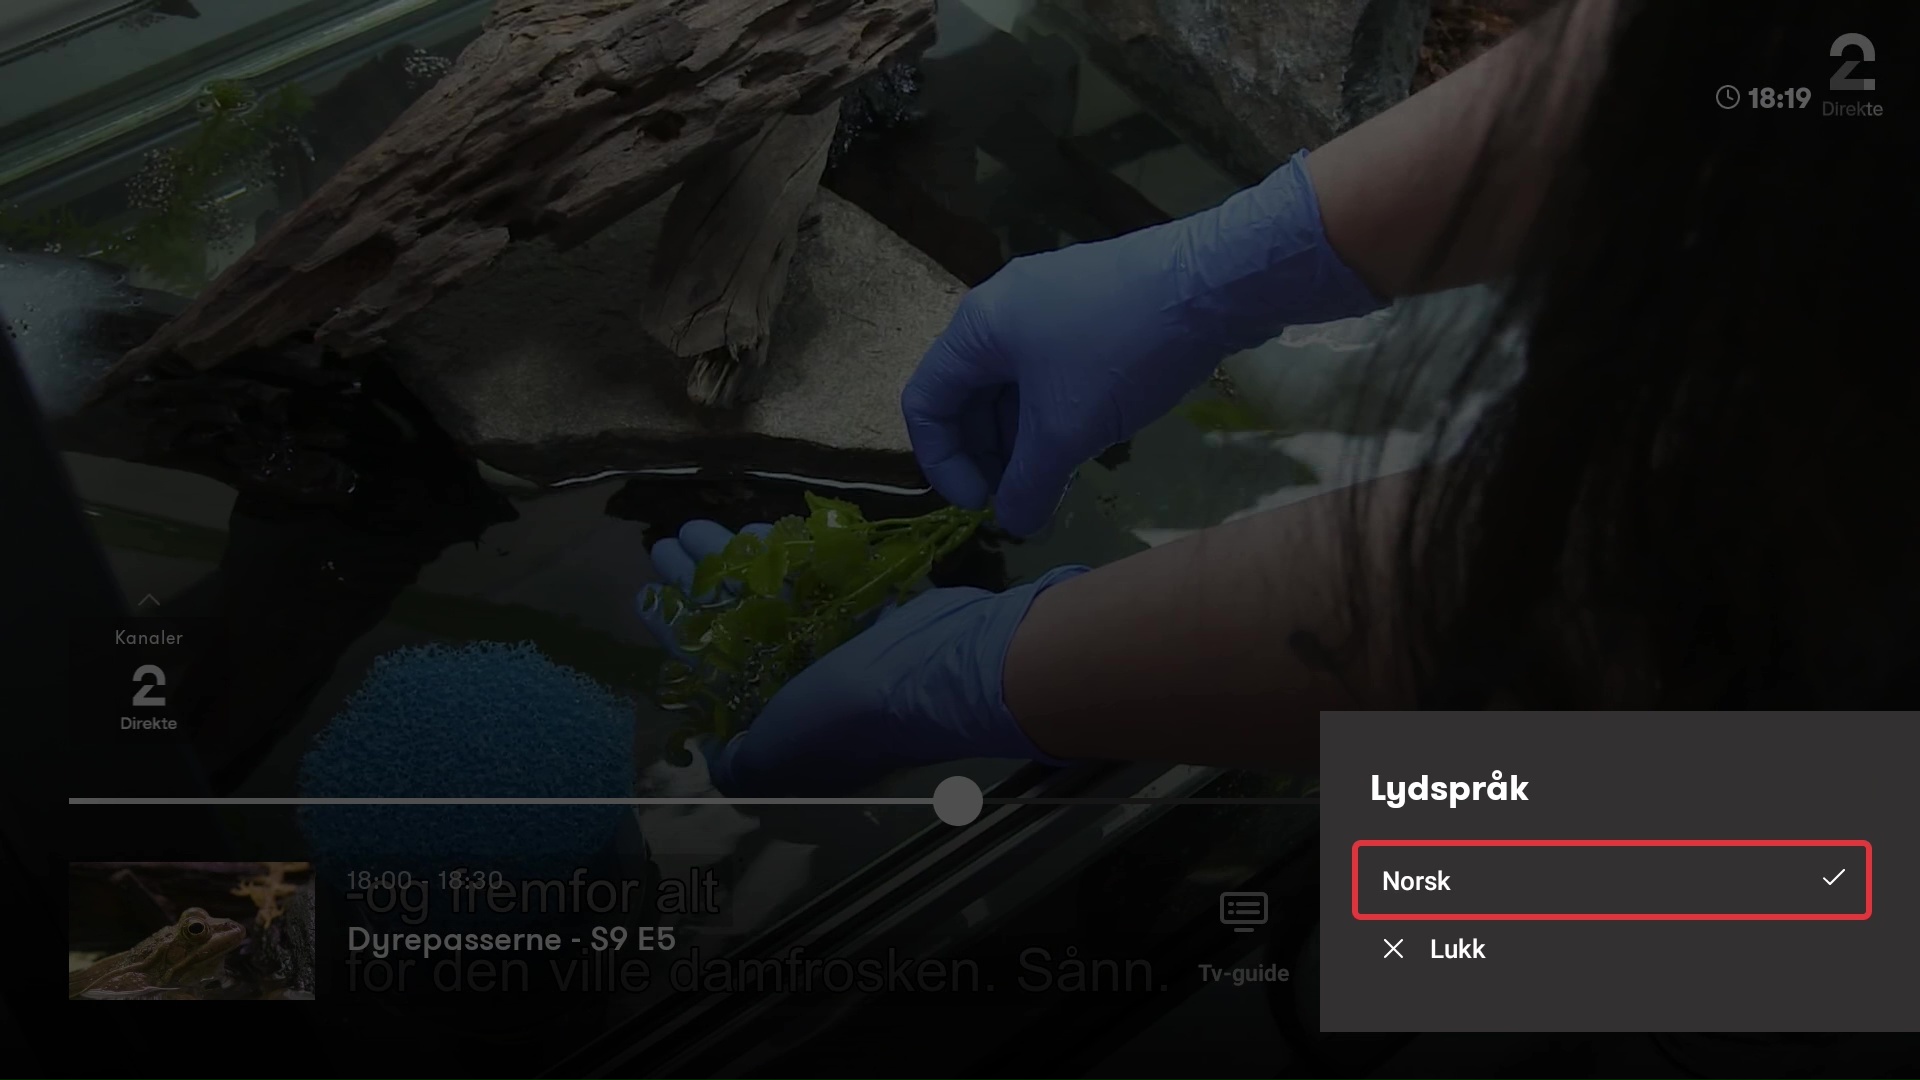 2
18:19 Direkte
Kanaler
2
Direkte
18:00 - 18:30
-og fremfor alt
Dyrepasserne - S9 E5
for den ville damfrosken. Sånn.
Tv-guide
Lydspråk
Norsk
Lukk